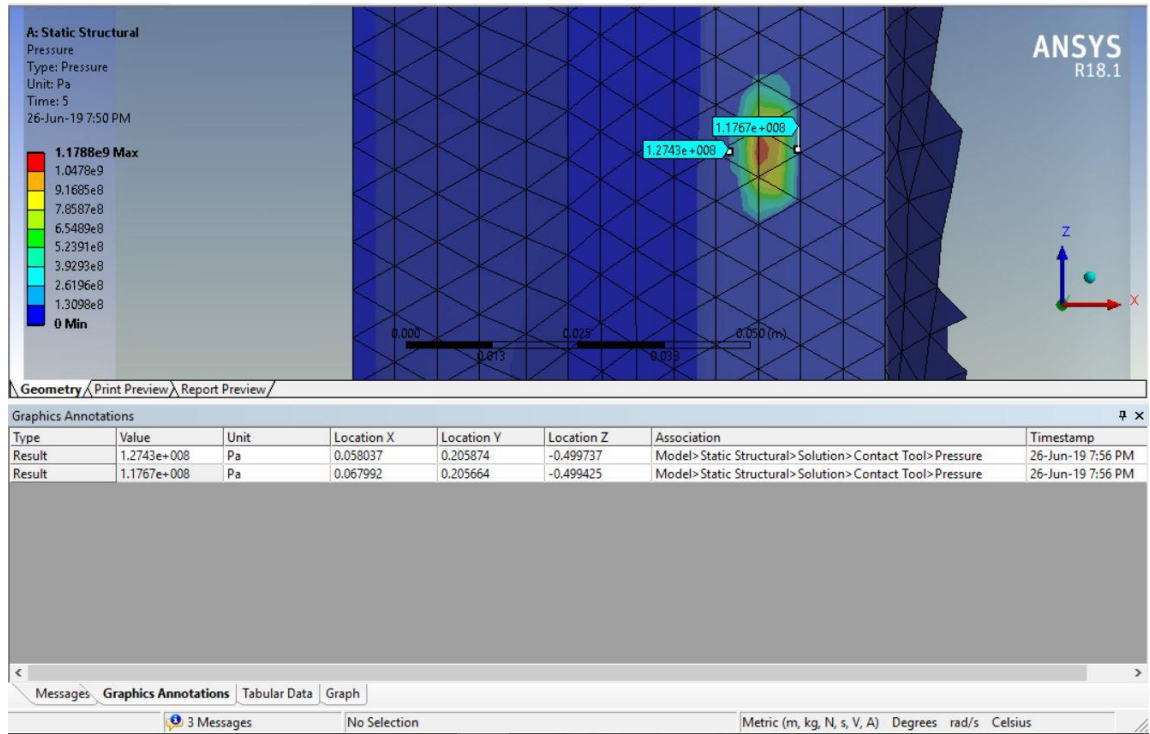 A: Static Structural
Pressure
Type: Pressure
Unit: Pa
Time: 5
26-Jun-19 7:50 PM
1.1788e9 Max
1.0478e9
9.1685e8
7.8587e8
6.5489e8
5.2391e8
3.9293e8
2.6196e8
1.3098e8
0 Min
ANSYS
R18.1
1.1767e+008
1.2743e+008
Z
X
0.000 0.025 0.050 (m)
0.013 0.038
Geometry Print Preview Report Preview
Graphics Annotations
Type Value Unit Location X Location Y Location Z Association Timestamp
Result 1.2743e+008 Pa 0.058037 0.205874 -0.499737 Model>Static Structural>Solution>Contact Tool>Pressure 26-Jun-19 7:56 PM
Result 1.1767e+008 Pa 0.067992 0.205664 -0.499425 Model>Static Structural>Solution>Contact Tool>Pressure 26-Jun-19 7:56 PM
Messages Graphics Annotations Tabular Data Graph
3 Messages No Selection Metric (m, kg, N, s, V, A) Degrees rad/s Celsius